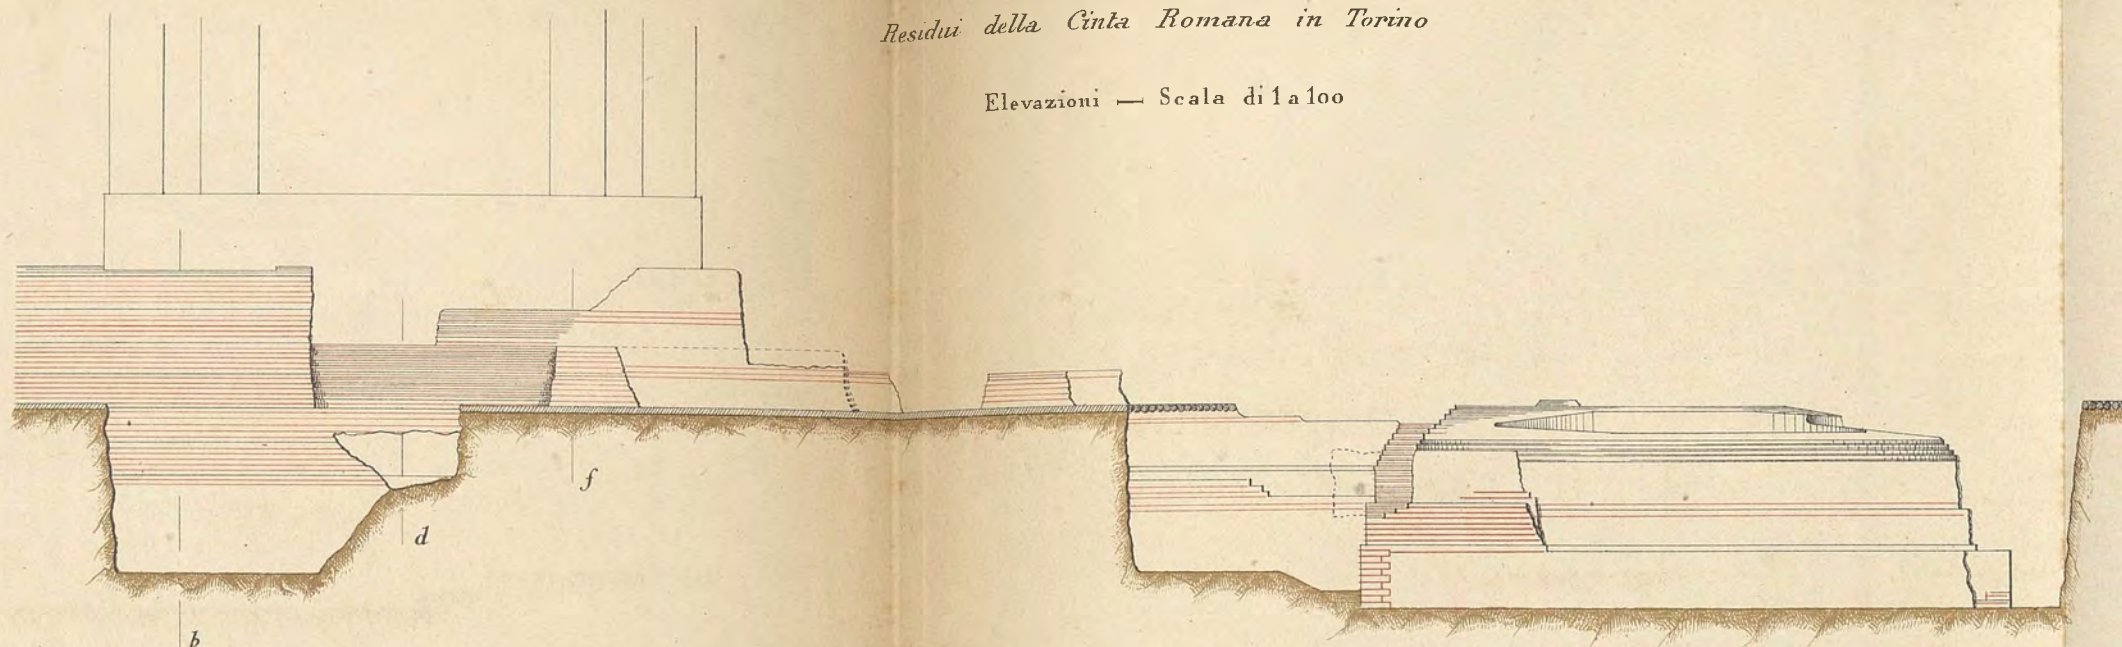 Residui della Cinta Romana in Torino
Elevazioni — Scala di 1 a 100
f
d
b